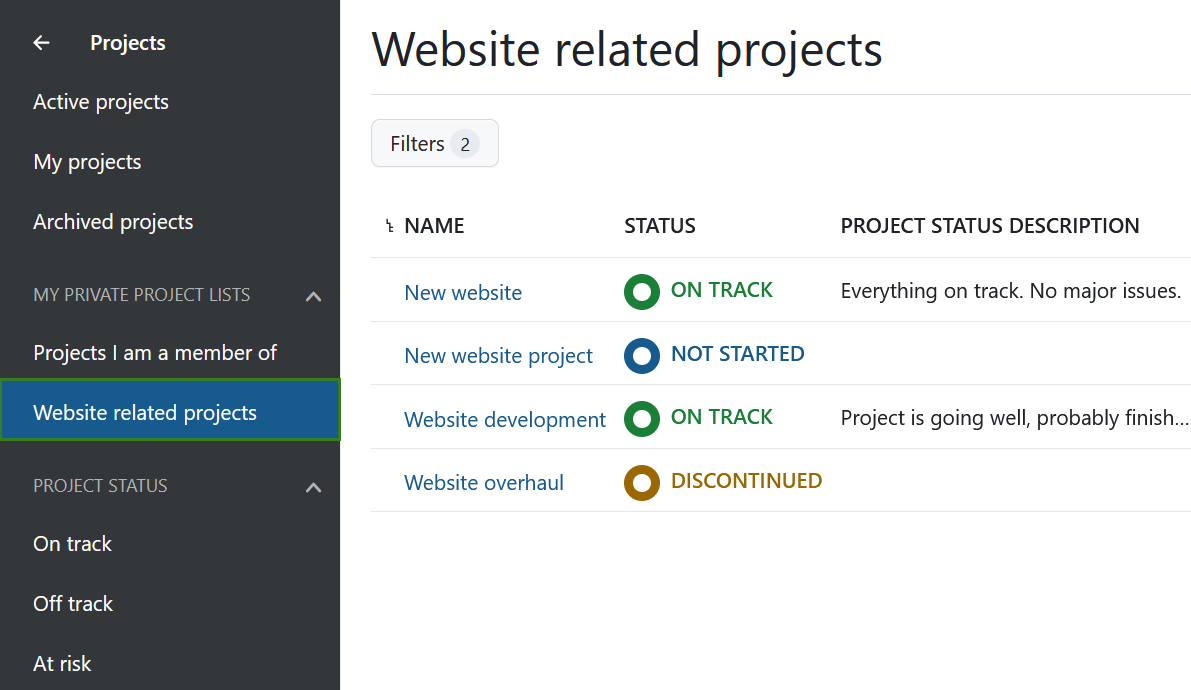 Projects
Active projects
My projects
Archived projects
MY PRIVATE PROJECT LISTS
Projects I am a member of
Website related projects
PROJECT STATUS
On track
Off track
At risk
Website related projects
Filters 2
NAME STATUS PROJECT STATUS DESCRIPTION
New website ON TRACK Everything on track. No major issues.
New website project NOT STARTED
Website development ON TRACK Project is going well, probably finish...
Website overhaul DISCONTINUED